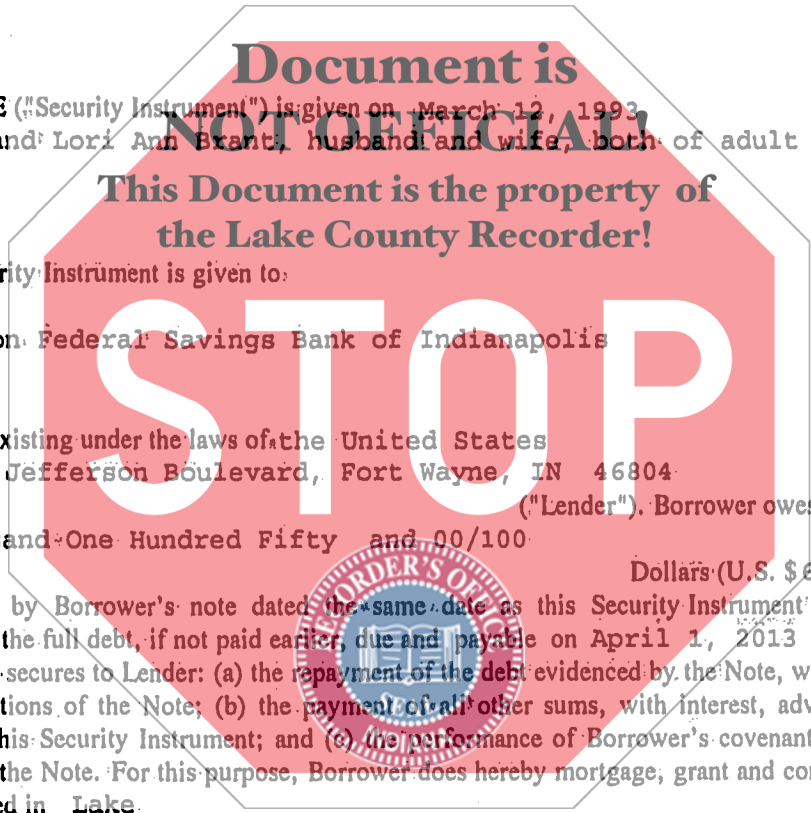 Document is
E ("Security Instrument") is given on March 12, 1993
NOT OFFICIAL!
and Lori Ann Brant, husband and wife, both of adult
This Document is the property of
the Lake County Recorder!
rity Instrument is given to
on Federal Savings Bank of Indianapolis
STOP
xisting under the laws of the United States
Jefferson Boulevard, Fort Wayne, IN 46804
("Lender"). Borrower owes
and One Hundred Fifty and 00/100
Dollars (U.S. $6
RECORDER'S OFFICE
by Borrower's note dated the same date as this Security Instrument
the full debt, if not paid earlier, due and payable on April 1, 2013
secures to Lender: (a) the repayment of the debt evidenced by the Note, w
tions of the Note; (b) the payment of all other sums, with interest, adv
SEAL
his Security Instrument; and (c) the performance of Borrower's covenant
the Note. For this purpose, Borrower does hereby mortgage, grant and co
ed in Lake